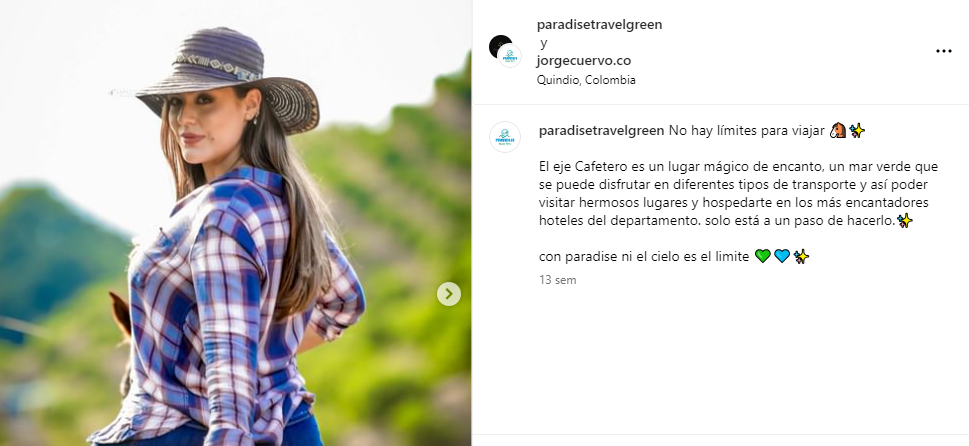 paradisetravelgreen
y
jorgecuervo.co
Quindio, Colombia
paradisetravelgreen No hay límites para viajar 🐴✨
El eje Cafetero es un lugar mágico de encanto, un mar verde que
se puede disfrutar en diferentes tipos de transporte y así poder
visitar hermosos lugares y hospedarte en los más encantadores
hoteles del departamento. solo está a un paso de hacerlo.✨
con paradise ni el cielo es el limite 💚💙✨
13 sem